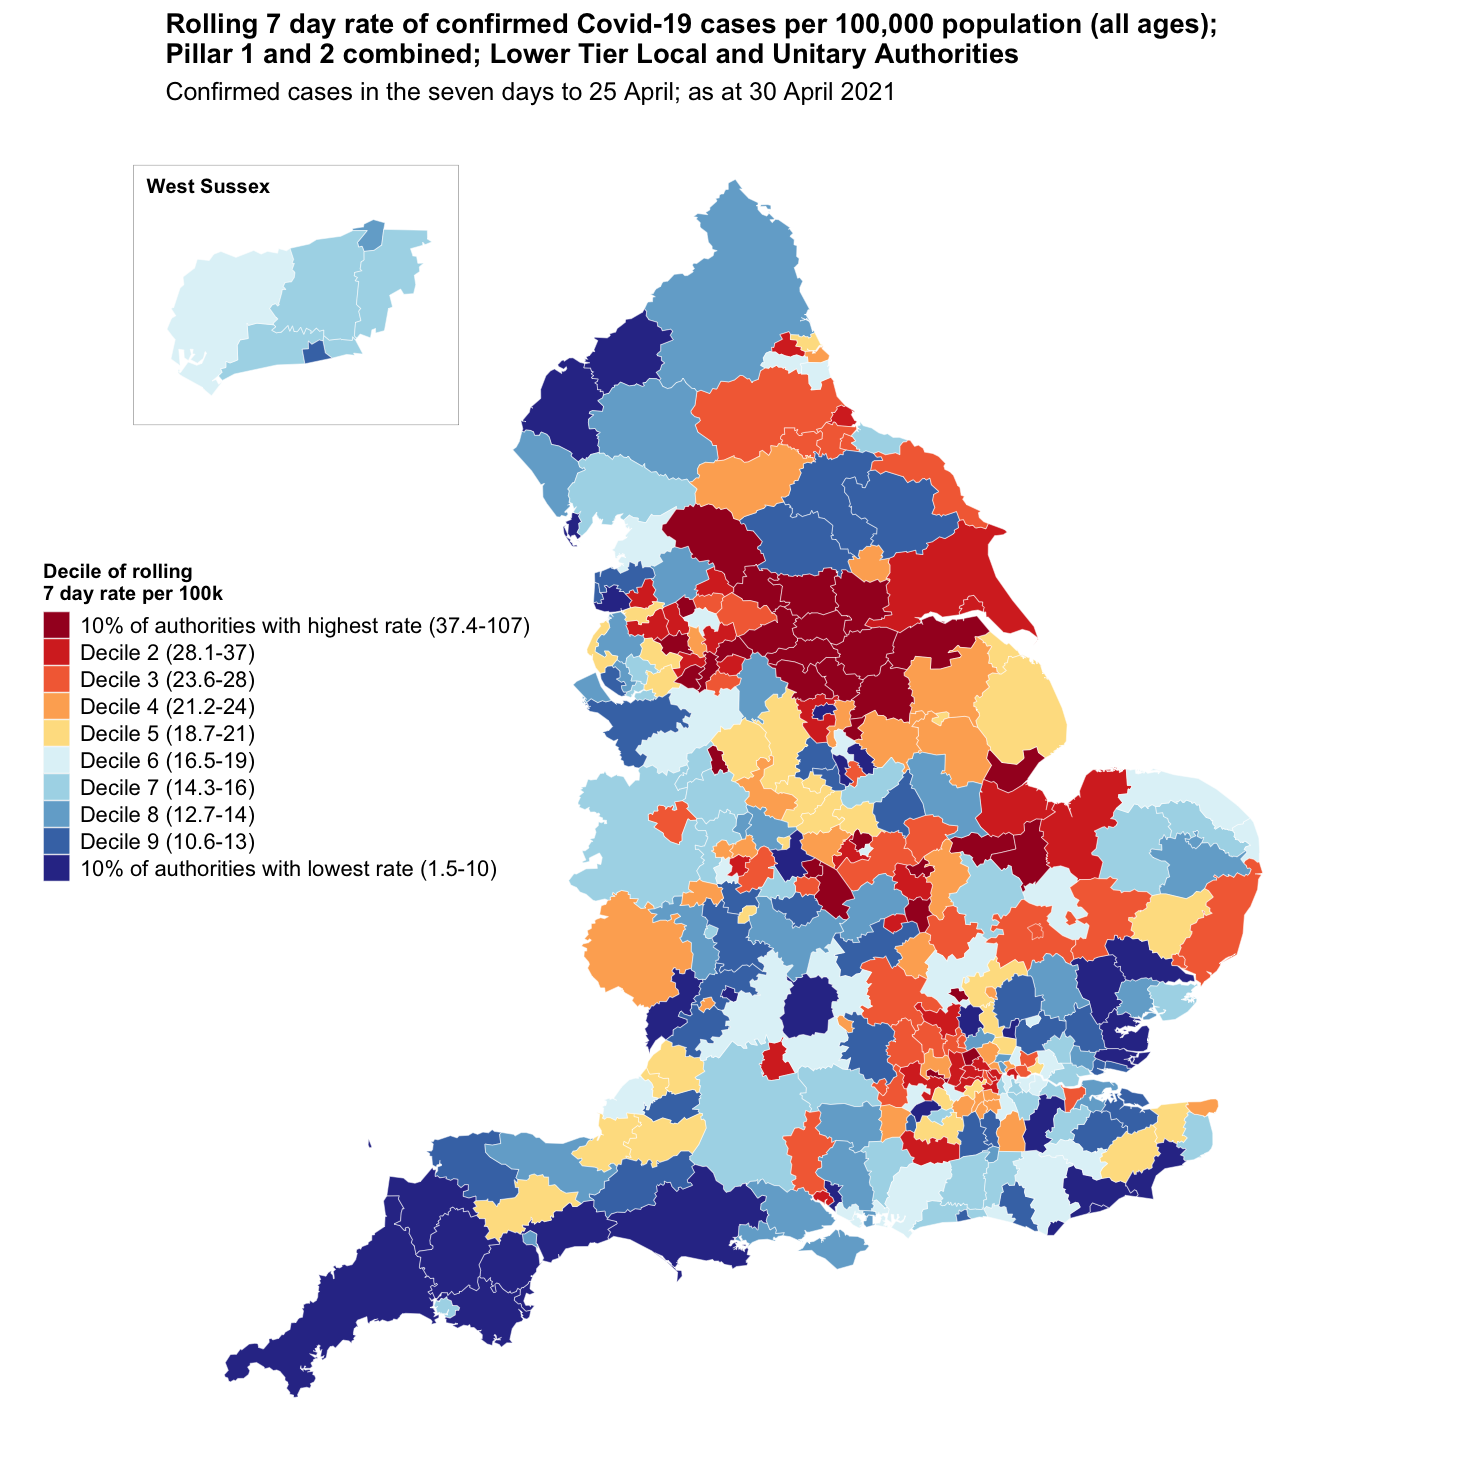 Rolling 7 day rate of confirmed Covid-19 cases per 100,000 population (all ages);
Pillar 1 and 2 combined; Lower Tier Local and Unitary Authorities
Confirmed cases in the seven days to 25 April; as at 30 April 2021
West Sussex
Decile of rolling
7 day rate per 100k
10% of authorities with highest rate (37.4-107)
Decile 2 (28.1-37)
Decile 3 (23.6-28)
Decile 4 (21.2-24)
Decile 5 (18.7-21)
Decile 6 (16.5-19)
Decile 7 (14.3-16)
Decile 8 (12.7-14)
Decile 9 (10.6-13)
10% of authorities with lowest rate (1.5-10)